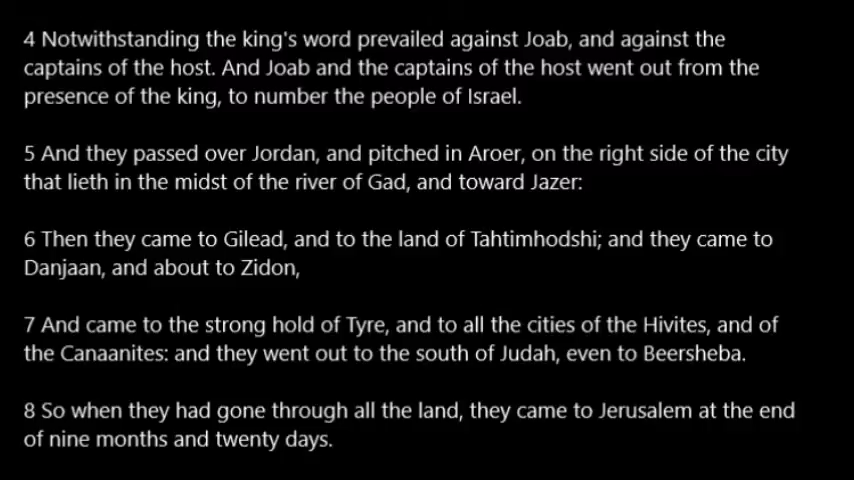 4 Notwithstanding the king's word prevailed against Joab, and against the
captains of the host. And Joab and the captains of the host went out from the
presence of the king, to number the people of Israel.
5 And they passed over Jordan, and pitched in Aroer, on the right side of the city
that lieth in the midst of the river of Gad, and toward Jazer:
6 Then they came to Gilead, and to the land of Tahtimhodshi; and they came to
Danjaan, and about to Zidon,
7 And came to the strong hold of Tyre, and to all the cities of the Hivites, and of
the Canaanites: and they went out to the south of Judah, even to Beersheba.
8 So when they had gone through all the land, they came to Jerusalem at the end
of nine months and twenty days.